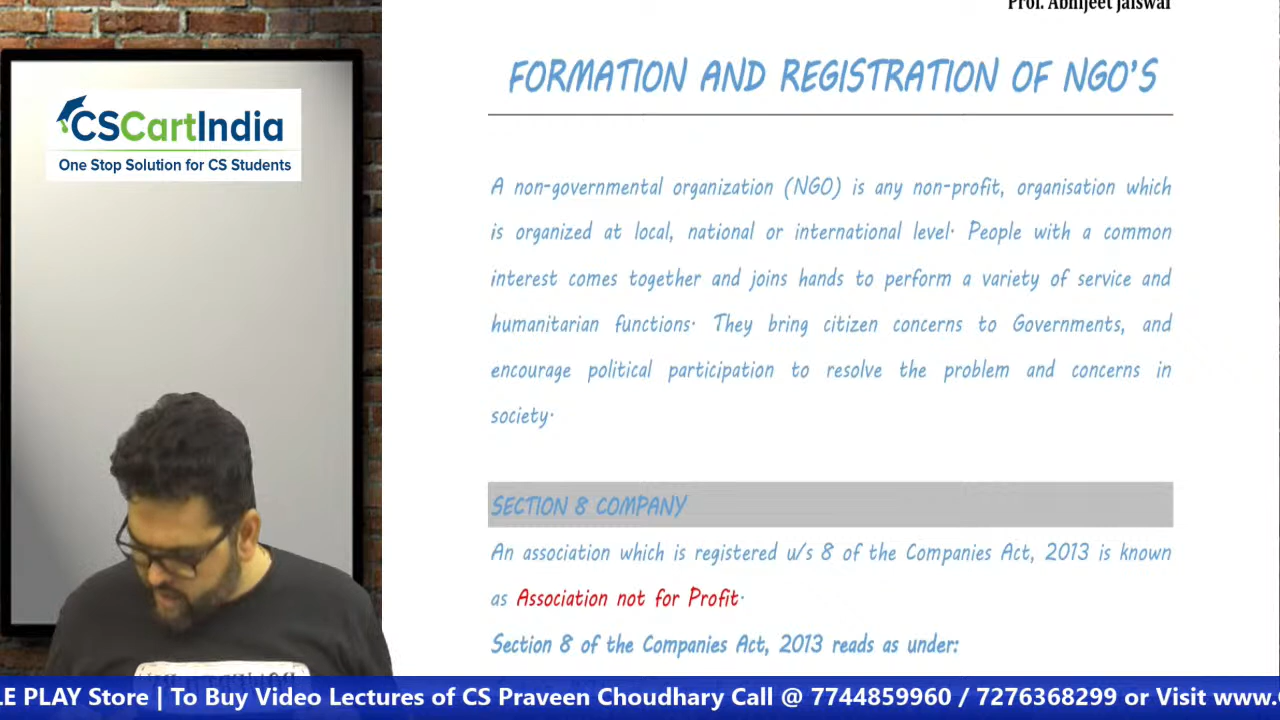 Prof. Abhijeet Jaiswal
FORMATION AND REGISTRATION OF NGO'S
CSCartIndia
One Stop Solution for CS Students
A non-governmental organization (NGO) is any non-profit, organisation which
is organized at local, national or international level. People with a common
interest comes together and joins hands to perform a variety of service and
humanitarian functions. They bring citizen concerns to Governments, and
encourage political participation to resolve the problem and concerns in
society.
SECTION 8 COMPANY
An association which is registered u/s 8 of the Companies Act, 2013 is known
as Association not for Profit.
Section 8 of the Companies Act, 2013 reads as under:
LE PLAY Store | To Buy Video Lectures of CS Praveen Choudhary Call @ 7744859960 / 7276368299 or Visit www.